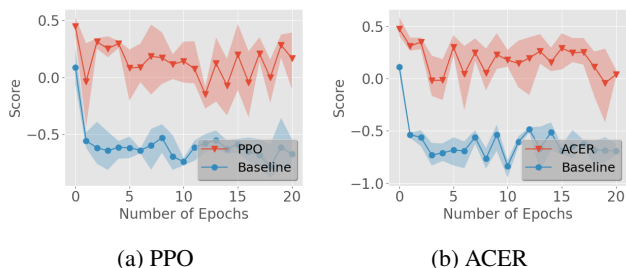 0.5
0.0
−0.5
Score
PPO
Baseline
0 5 10 15 20
Number of Epochs
(a) PPO
0.5
0.0
−0.5
−1.0
Score
ACER
Baseline
0 5 10 15 20
Number of Epochs
(b) ACER